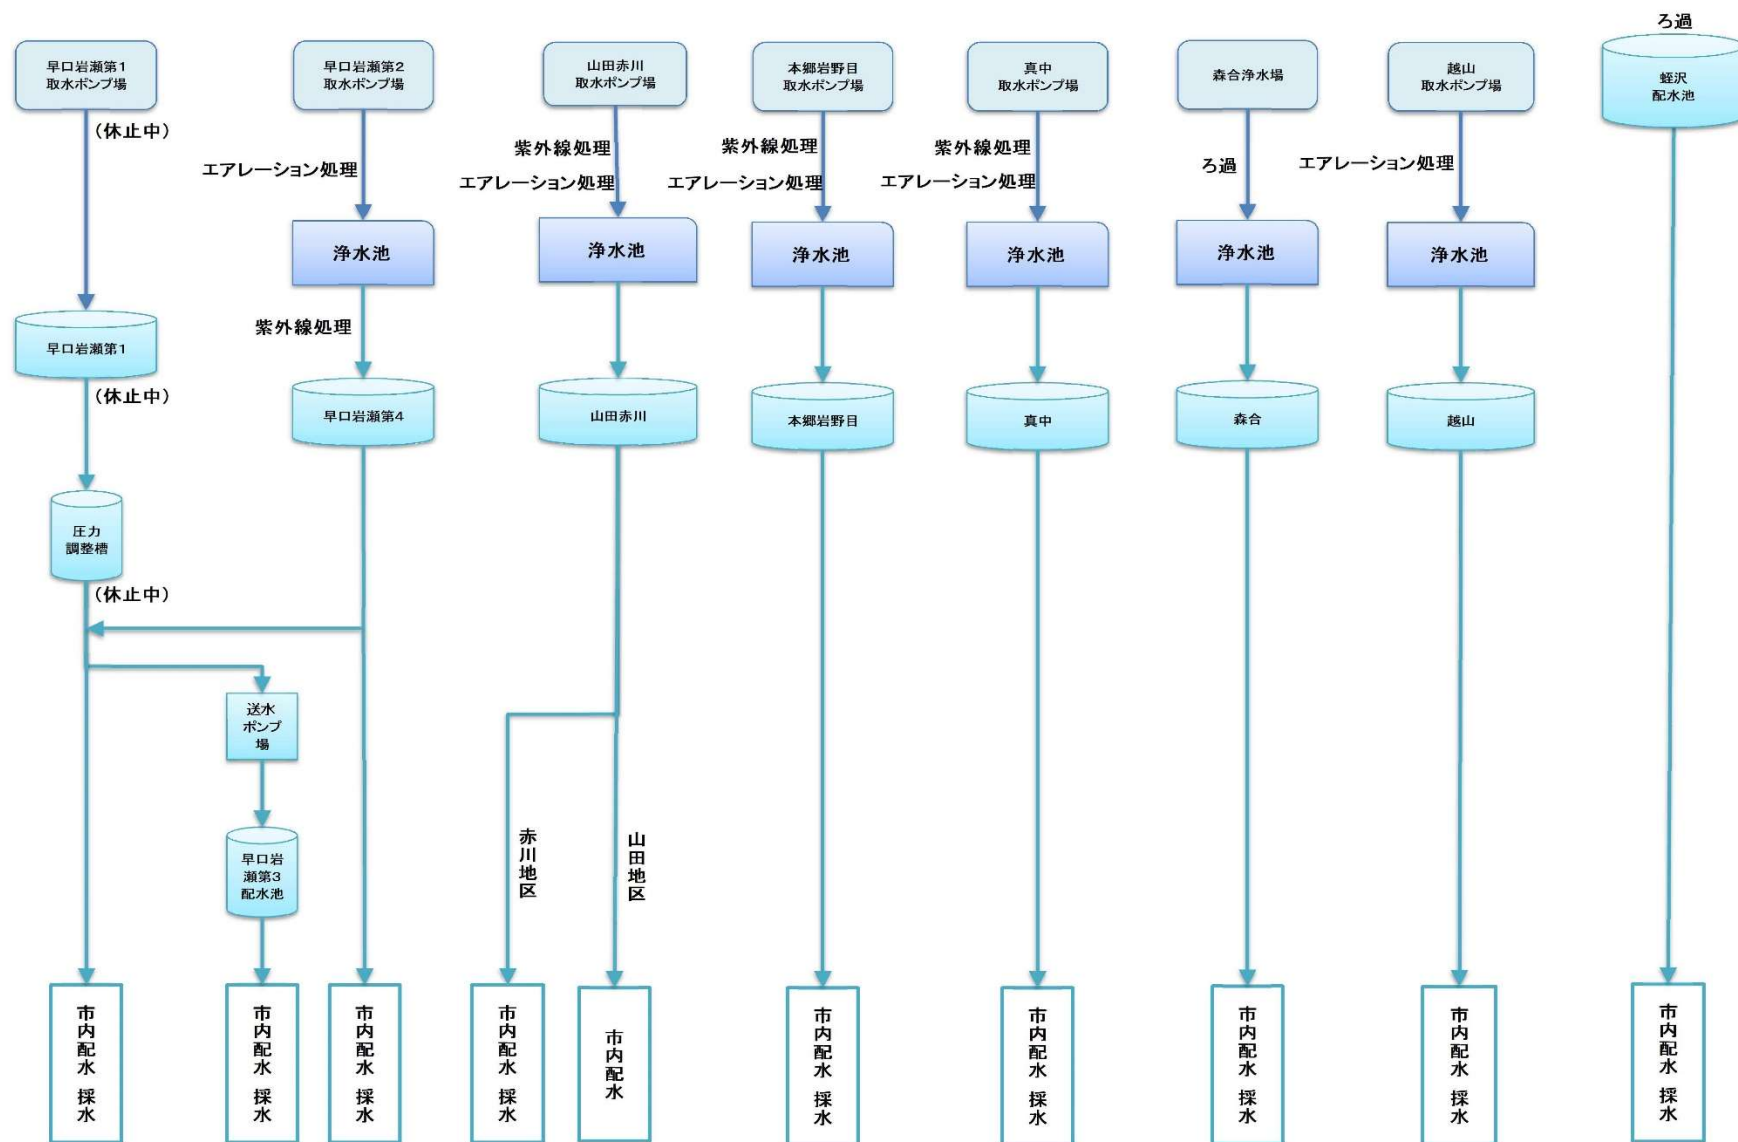 ろ過
早口岩瀬第1
取水ポンプ場
早口岩瀬第2
取水ポンプ場
山田赤川
取水ポンプ場
本郷岩野目
取水ポンプ場
真中
取水ポンプ場
森合浄水場
越山
取水ポンプ場
蛭沢
配水池
(休止中)
エアレーション処理
紫外線処理
エアレーション処理
紫外線処理
エアレーション処理
紫外線処理
エアレーション処理
ろ過
エアレーション処理
浄水池
浄水池
浄水池
浄水池
浄水池
浄水池
紫外線処理
早口岩瀬第1
(休止中)
早口岩瀬第4
山田赤川
本郷岩野目
真中
森合
越山
圧力
調整槽
(休止中)
送水
ポンプ
場
早口岩
瀬第3
配水池
赤川地区
山田地区
市内配水 採水
市内配水 採水
市内配水 採水
市内配水 採水
市内配水
市内配水 採水
市内配水 採水
市内配水 採水
市内配水 採水
市内配水 採水